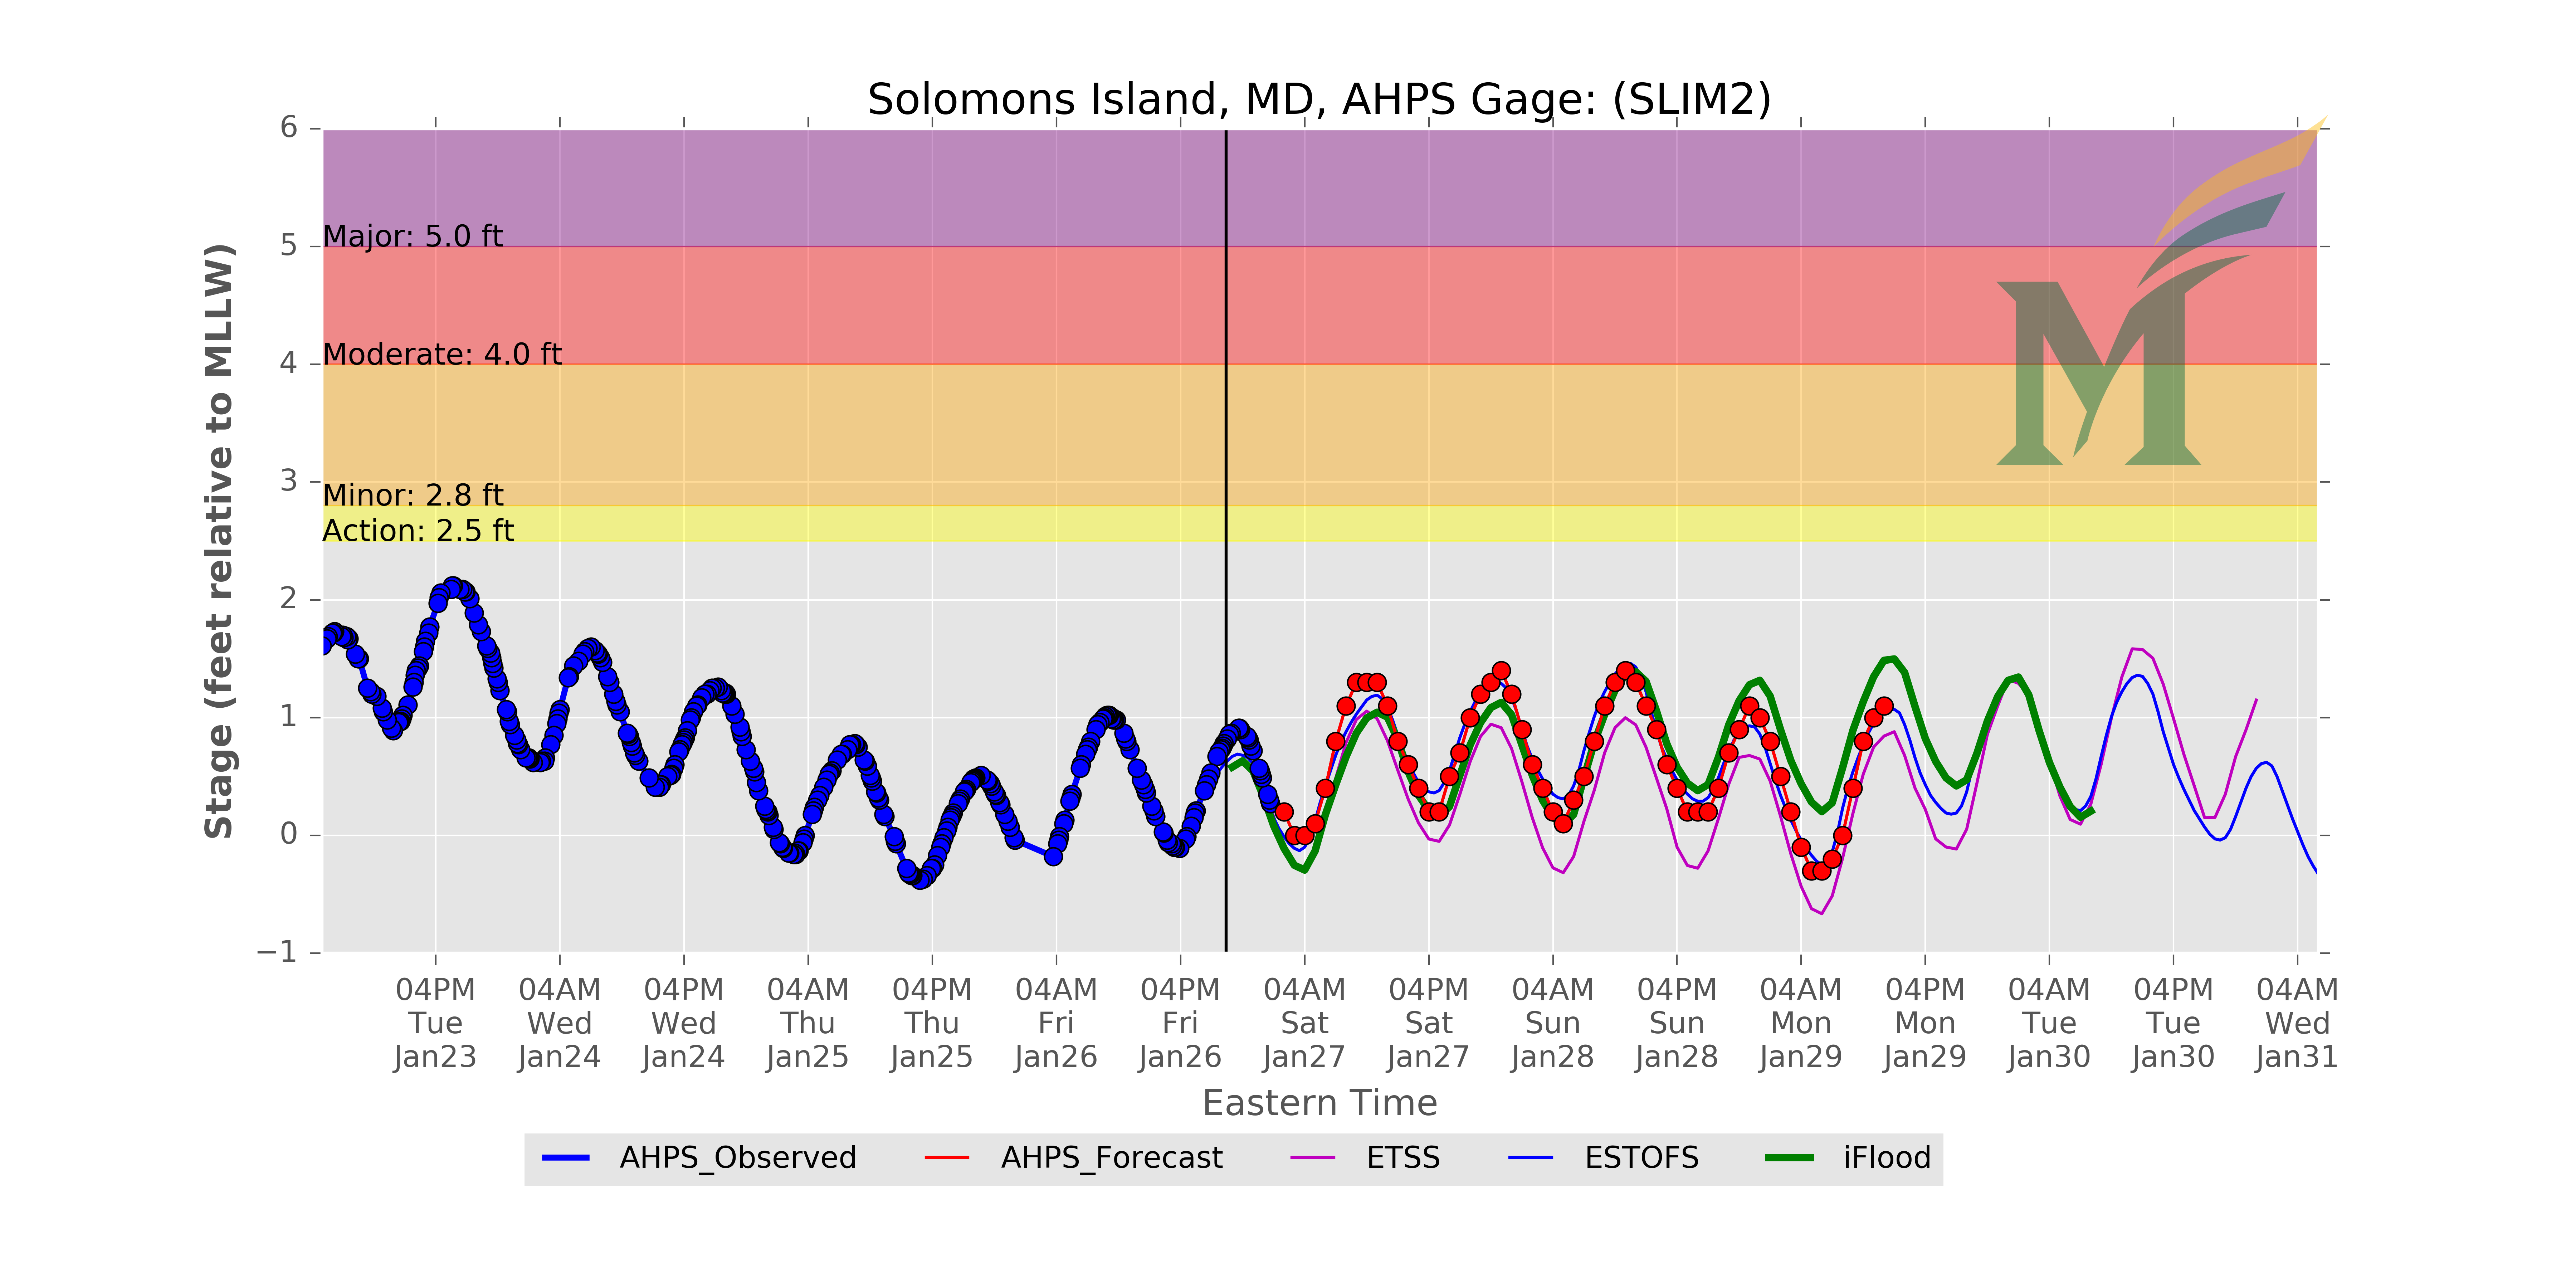 Solomons Island, MD, AHPS Gage: (SLIM2)
Stage (feet relative to MLLW)
6
5
4
3
2
1
0
−1
Major: 5.0 ft
Moderate: 4.0 ft
Minor: 2.8 ft
Action: 2.5 ft
M
04PM 04AM 04PM 04AM 04PM 04AM 04PM 04AM 04PM 04AM 04PM 04AM 04PM 04AM 04PM 04AM
Tue Wed Wed Thu Thu Fri Fri Sat Sat Sun Sun Mon Mon Tue Tue Wed
Jan23 Jan24 Jan24 Jan25 Jan25 Jan26 Jan26 Jan27 Jan27 Jan28 Jan28 Jan29 Jan29 Jan30 Jan30 Jan31
Eastern Time
AHPS_Observed AHPS_Forecast ETSS ESTOFS iFlood